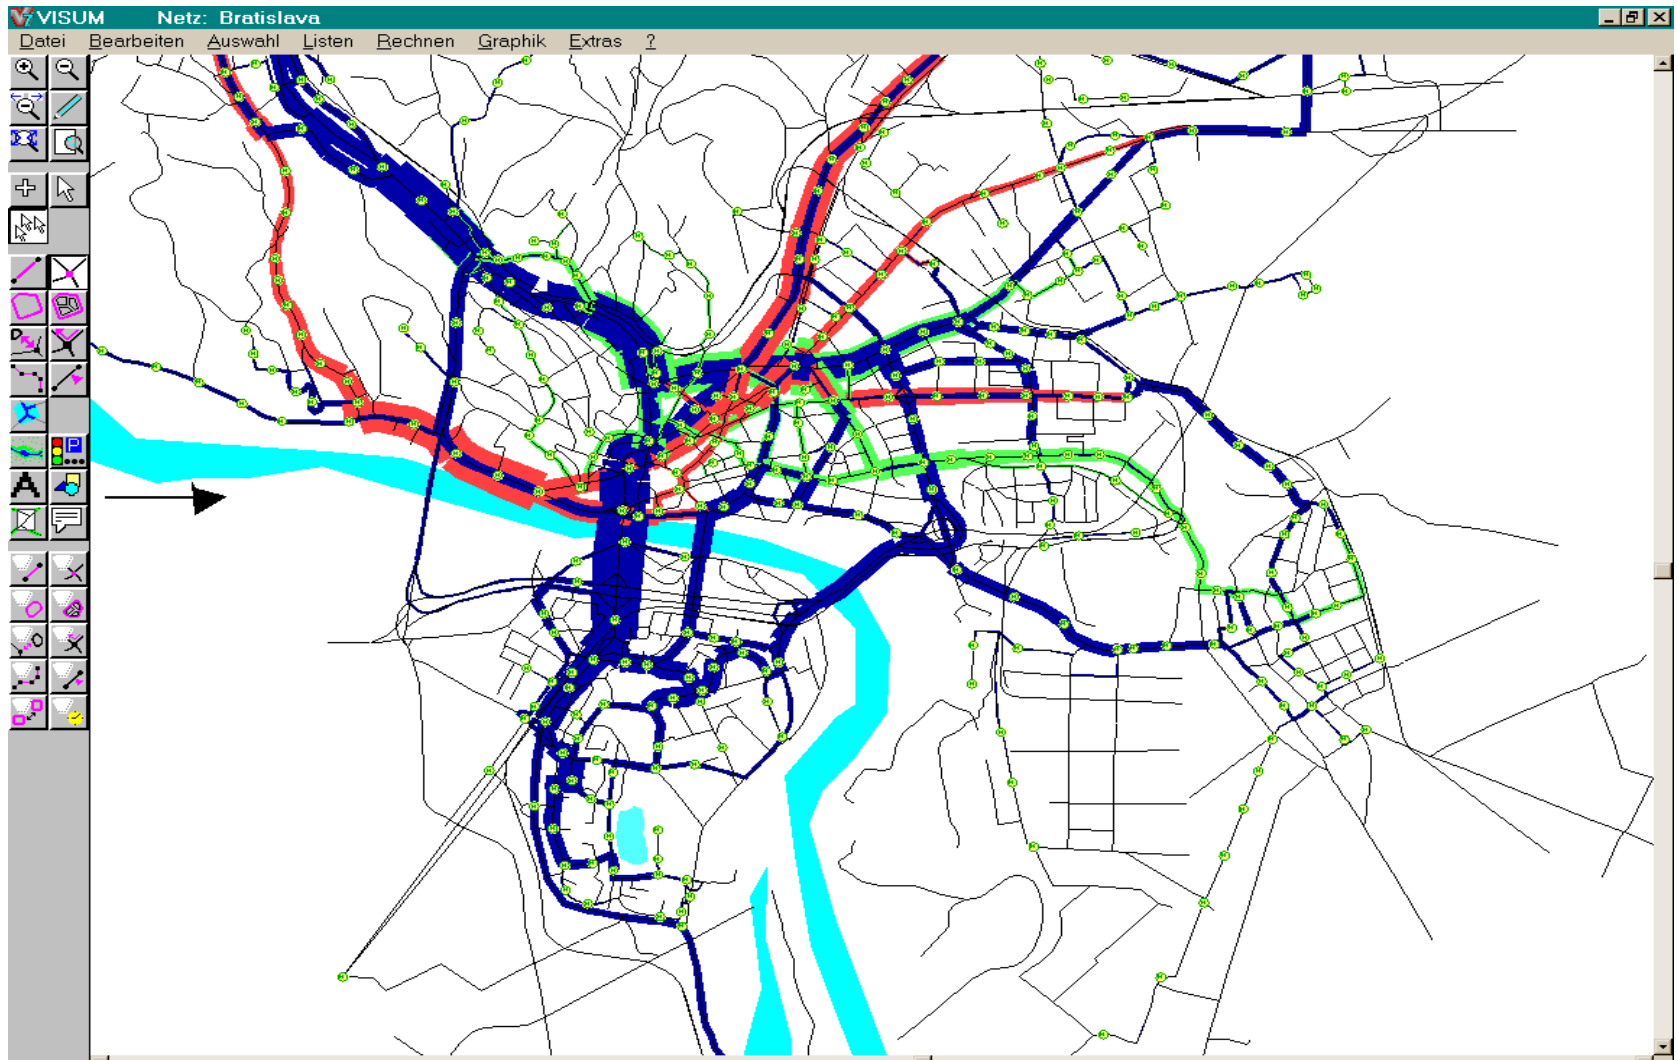 VISUM Netz: Bratislava
Datei Bearbeiten Auswahl Listen Rechnen Graphik Extras ?
P
A